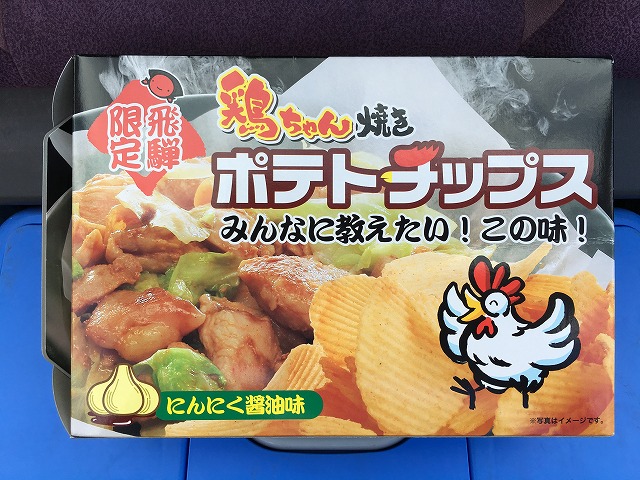 飛騨
限定
鶏ちゃん焼き
ポテトチップス
みんなに教えたい！この味！
にんにく醤油味
※写真はイメージです。